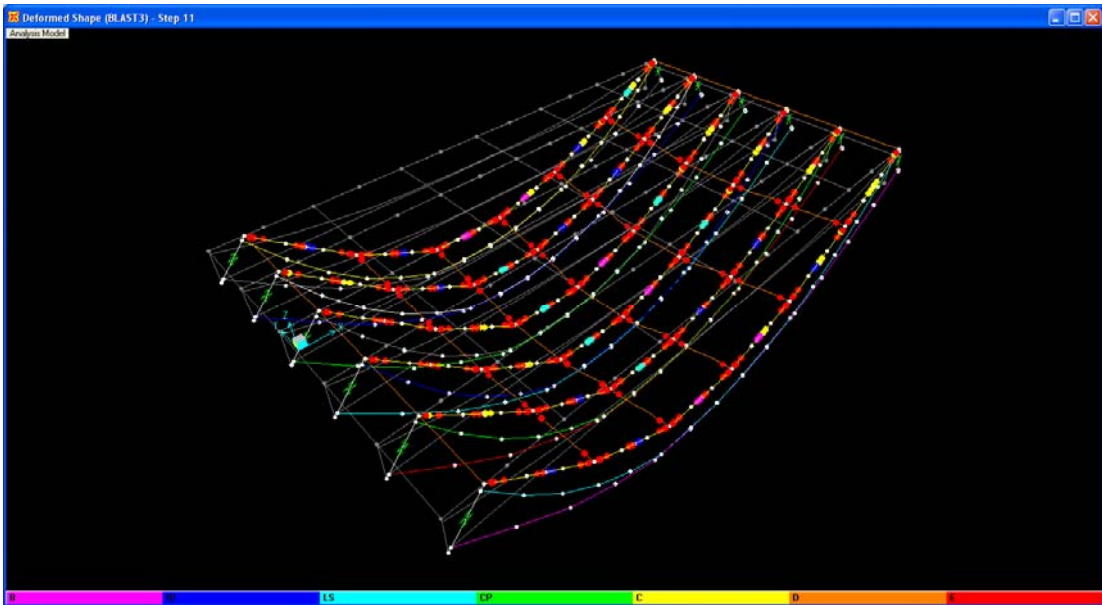 Deformed Shape (BLAST3) - Step 11
Analysis Model
B
IO
LS
CP
C
D
E